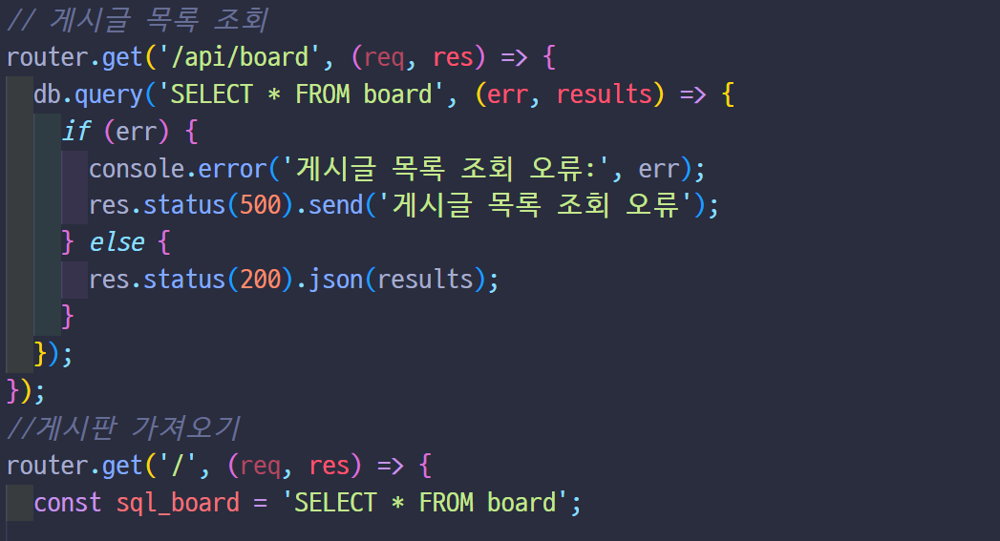 // 게시글 목록 조회
router.get('/api/board', (req, res) => {
  db.query('SELECT * FROM board', (err, results) => {
    if (err) {
      console.error('게시글 목록 조회 오류:', err);
      res.status(500).send('게시글 목록 조회 오류');
    } else {
      res.status(200).json(results);
    }
  });
});
//게시판 가져오기
router.get('/', (req, res) => {
  const sql_board = 'SELECT * FROM board';